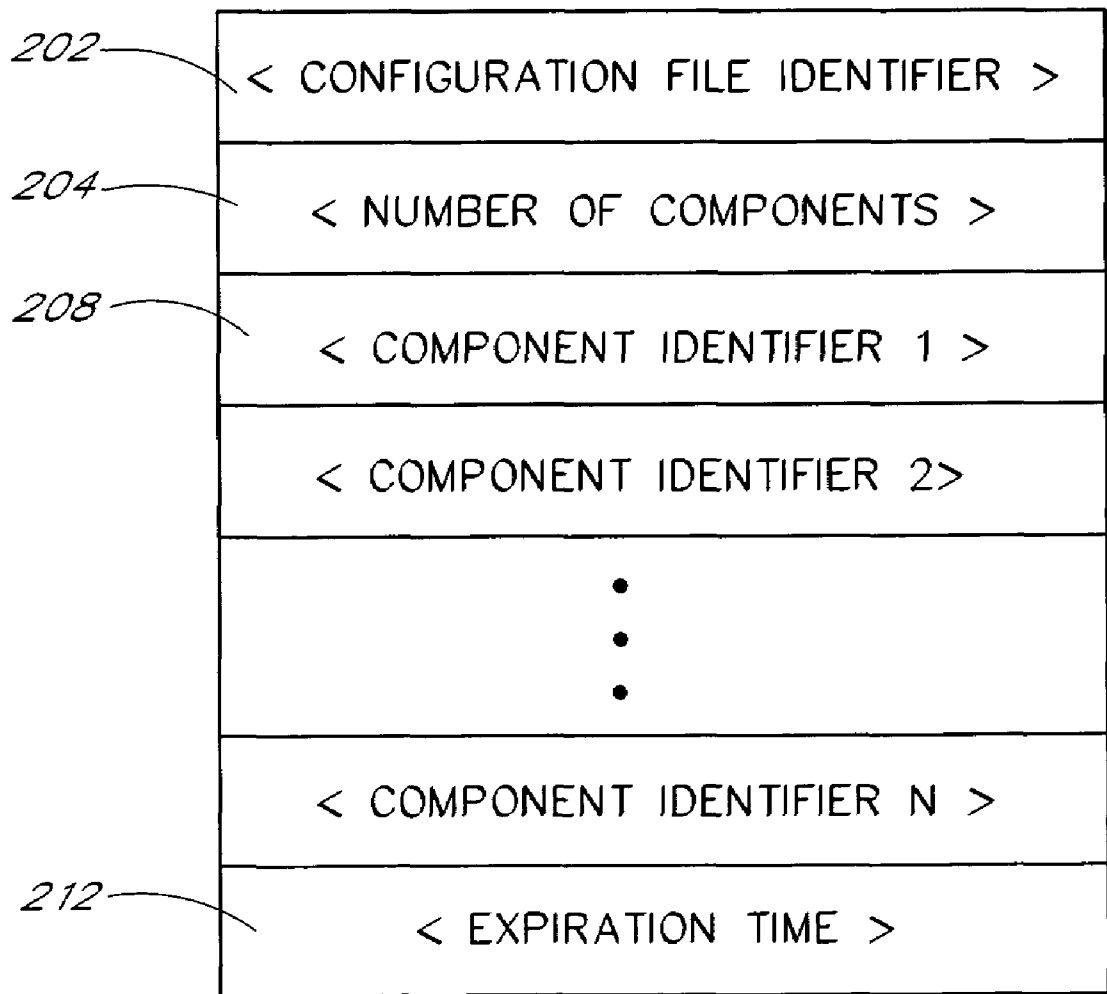 202
< CONFIGURATION FILE IDENTIFIER >
204
< NUMBER OF COMPONENTS >
208
< COMPONENT IDENTIFIER 1 >
< COMPONENT IDENTIFIER 2>
< COMPONENT IDENTIFIER N >
212
< EXPIRATION TIME >